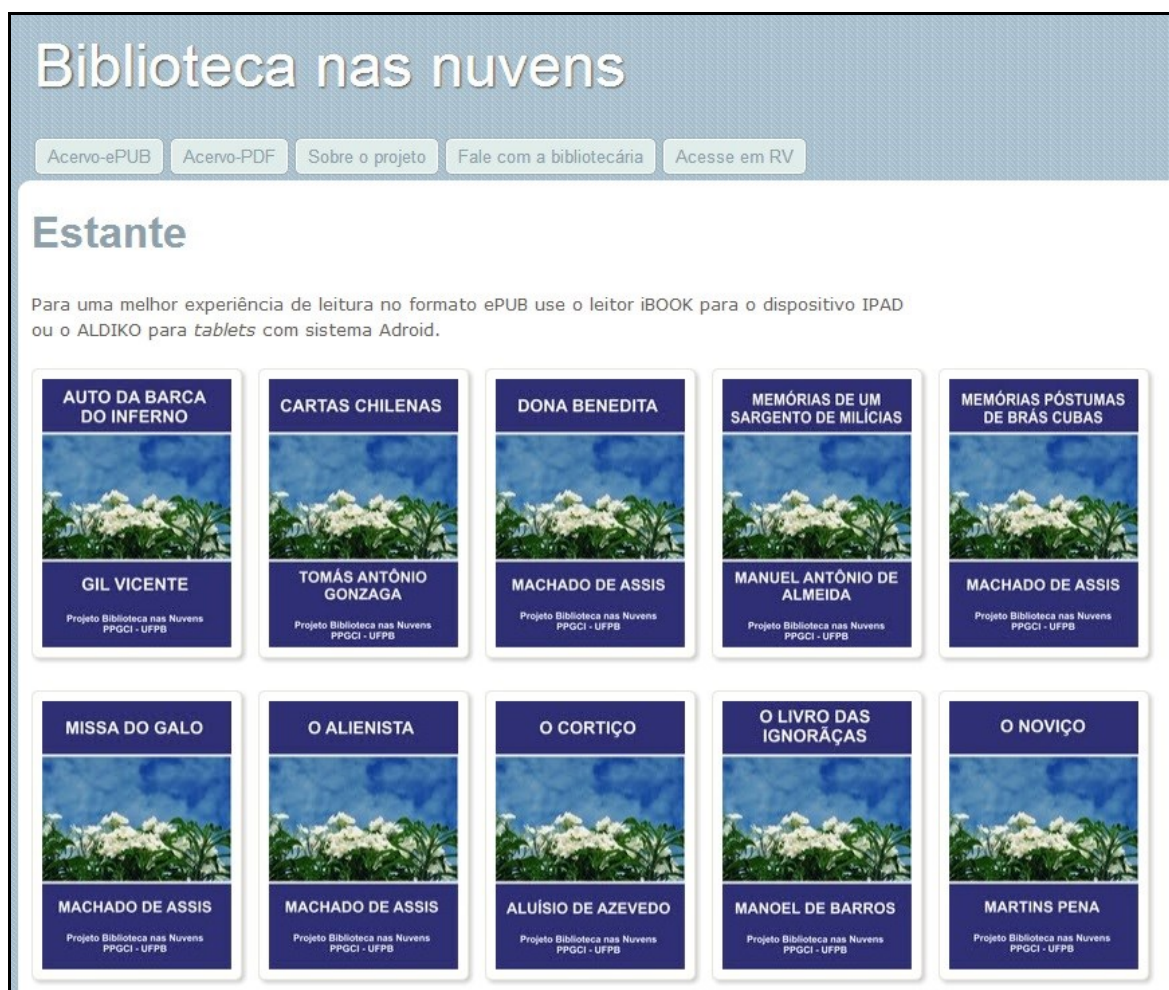 Biblioteca nas nuvens
Acervo-ePUB Acervo-PDF Sobre o projeto Fale com a bibliotecária Acesse em RV
Estante
Para uma melhor experiência de leitura no formato ePUB use o leitor iBOOK para o dispositivo IPAD
ou o ALDIKO para tablets com sistema Adroid.
AUTO DA BARCA
DO INFERNO
GIL VICENTE
Projeto Biblioteca nas Nuvens
PPGCI - UFPB
CARTAS CHILENAS
TOMÁS ANTÔNIO
GONZAGA
Projeto Biblioteca nas Nuvens
PPGCI - UFPB
DONA BENEDITA
MACHADO DE ASSIS
Projeto Biblioteca nas Nuvens
PPGCI - UFPB
MEMÓRIAS DE UM
SARGENTO DE MILÍCIAS
MANUEL ANTÔNIO DE
ALMEIDA
Projeto Biblioteca nas Nuvens
PPGCI - UFPB
MEMÓRIAS PÓSTUMAS
DE BRÁS CUBAS
MACHADO DE ASSIS
Projeto Biblioteca nas Nuvens
PPGCI - UFPB
MISSA DO GALO
MACHADO DE ASSIS
Projeto Biblioteca nas Nuvens
PPGCI - UFPB
O ALIENISTA
MACHADO DE ASSIS
Projeto Biblioteca nas Nuvens
PPGCI - UFPB
O CORTIÇO
ALUÍSIO DE AZEVEDO
Projeto Biblioteca nas Nuvens
PPGCI - UFPB
O LIVRO DAS
IGNORÃÇAS
MANOEL DE BARROS
Projeto Biblioteca nas Nuvens
PPGCI - UFPB
O NOVIÇO
MARTINS PENA
Projeto Biblioteca nas Nuvens
PPGCI - UFPB